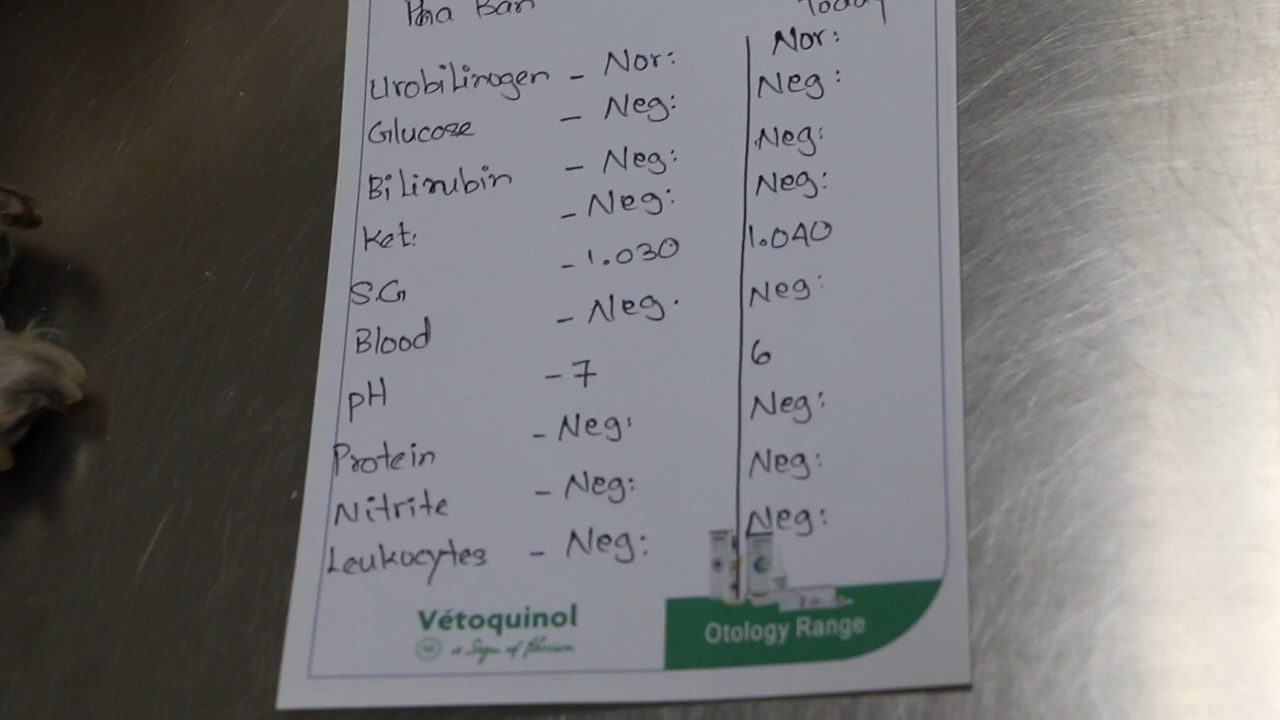 Today
Urobilinogen - Nor: Nor:
Glucose - Neg: Neg:
Bilirubin - Neg: Neg:
Ket: - Neg: Neg:
S.G - 1.030 1.040
Blood - Neg. Neg:
pH - 7 6
Protein - Neg: Neg:
Nitrite - Neg: Neg:
Leukocytes - Neg: Neg:
Vétoquinol
Otology Range